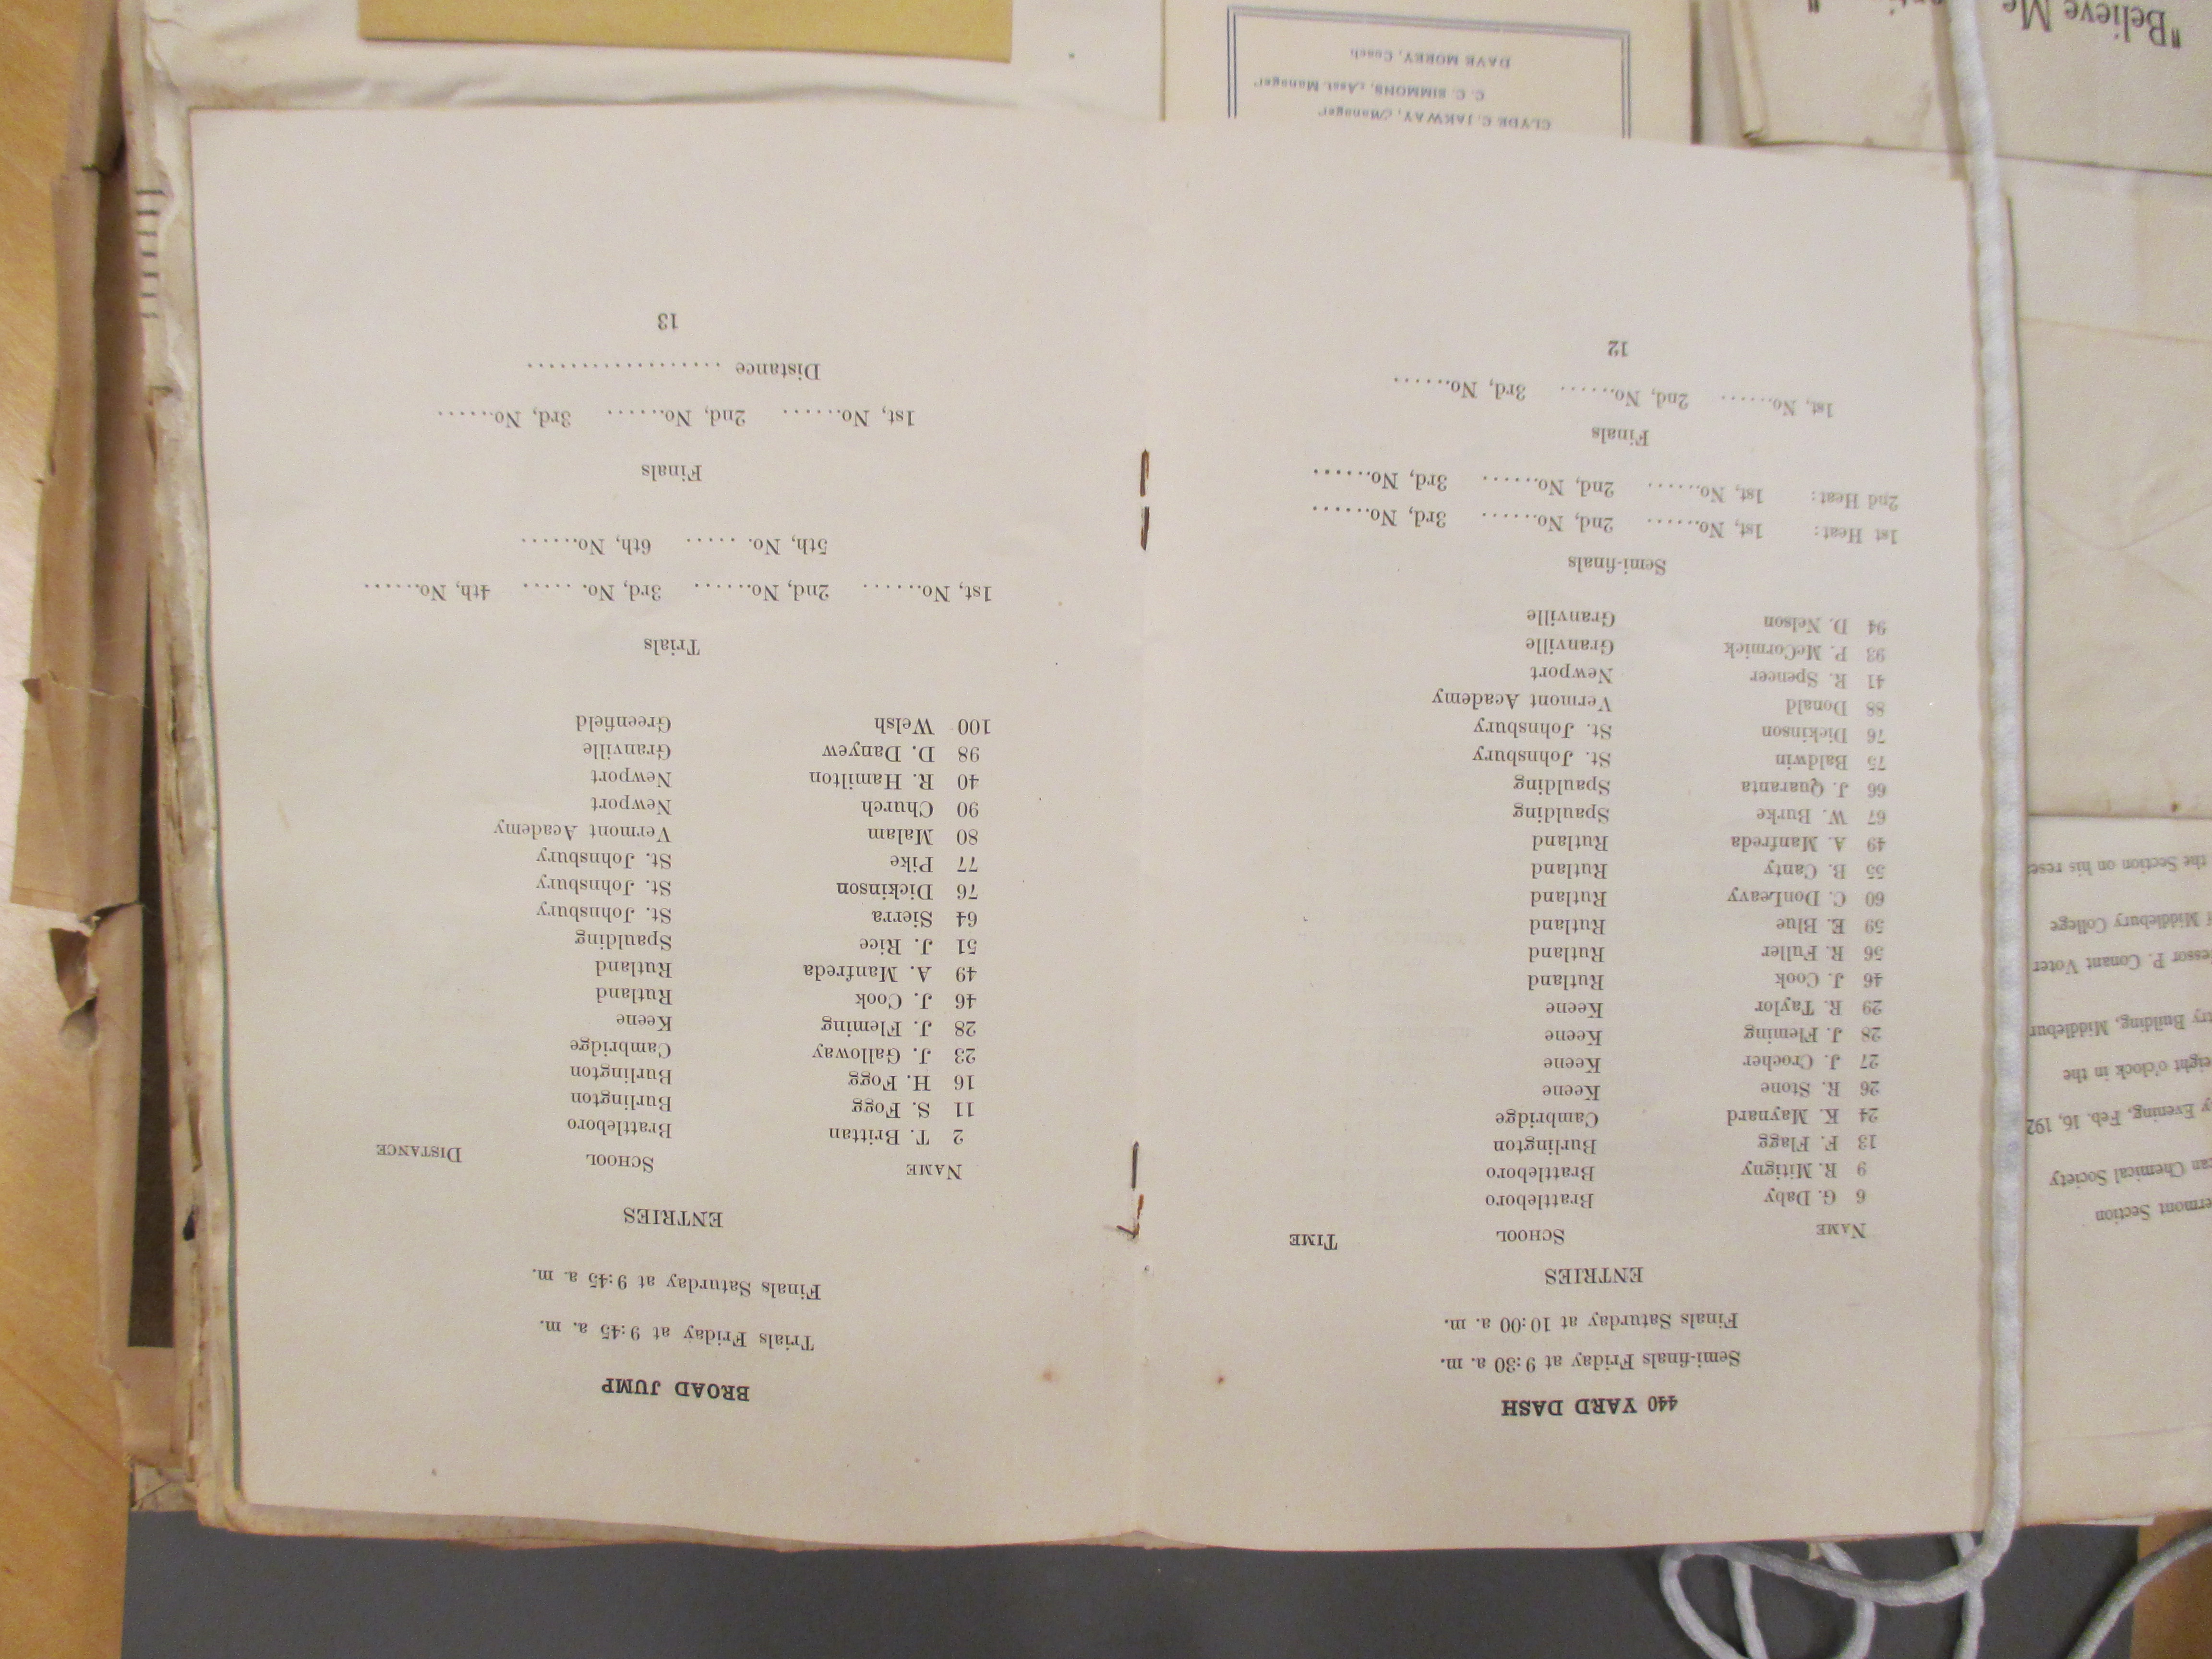 440 YARD DASH
Semi-finals Friday at 9:30 a. m.
Finals Saturday at 10:00 a. m.
ENTRIES
NAME SCHOOL TIME
6 G. Daby Brattleboro
9 R. Mitigny Brattleboro
13 F. Flagg Burlington
24 K. Maynard Cambridge
26 R. Stone Keene
27 J. Crocher Keene
28 J. Fleming Keene
29 R. Taylor Keene
46 J. Cook Rutland
56 R. Fuller Rutland
59 E. Blue Rutland
60 C. DonLeavy Rutland
55 B. Canty Rutland
49 A. Manfreda Rutland
67 W. Burke Spaulding
66 J. Quaranta Spaulding
75 Baldwin St. Johnsbury
76 Dickinson St. Johnsbury
88 Donald Vermont Academy
41 R. Spencer Newport
93 P. McCormick Granville
94 D. Nelson Granville
Semi-finals
1st Heat: 1st, No...... 2nd, No...... 3rd, No......
2nd Heat: 1st, No...... 2nd, No...... 3rd, No......
Finals
1st, No...... 2nd, No...... 3rd, No......
12
BROAD JUMP
Trials Friday at 9:45 a. m.
Finals Saturday at 9:45 a. m.
ENTRIES
NAME SCHOOL DISTANCE
2 T. Brittan Brattleboro
11 S. Fogg Burlington
16 H. Fogg Burlington
23 J. Galloway Cambridge
28 J. Fleming Keene
46 J. Cook Rutland
49 A. Manfreda Rutland
51 J. Rice Spaulding
64 Sierra St. Johnsbury
76 Dickinson St. Johnsbury
77 Pike St. Johnsbury
80 Malam Vermont Academy
90 Church Newport
40 R. Hamilton Newport
98 D. Danyew Granville
100 Welsh Greenfield
Trials
1st, No...... 2nd, No...... 3rd, No. ..... 4th, No......
5th, No. ..... 6th, No......
Finals
1st, No...... 2nd, No...... 3rd, No......
Distance ..................
13
CLYDE C. JAKWAY, Manager
C. C. SIMMONS, Asst. Manager
DAVE MOREY, Coach
"Believe Me
Section
Chemical Society
Evening, Feb. 16, 192
eight o'clock in the
Building,
P. Conant Voter
Middlebury College
the Section on his